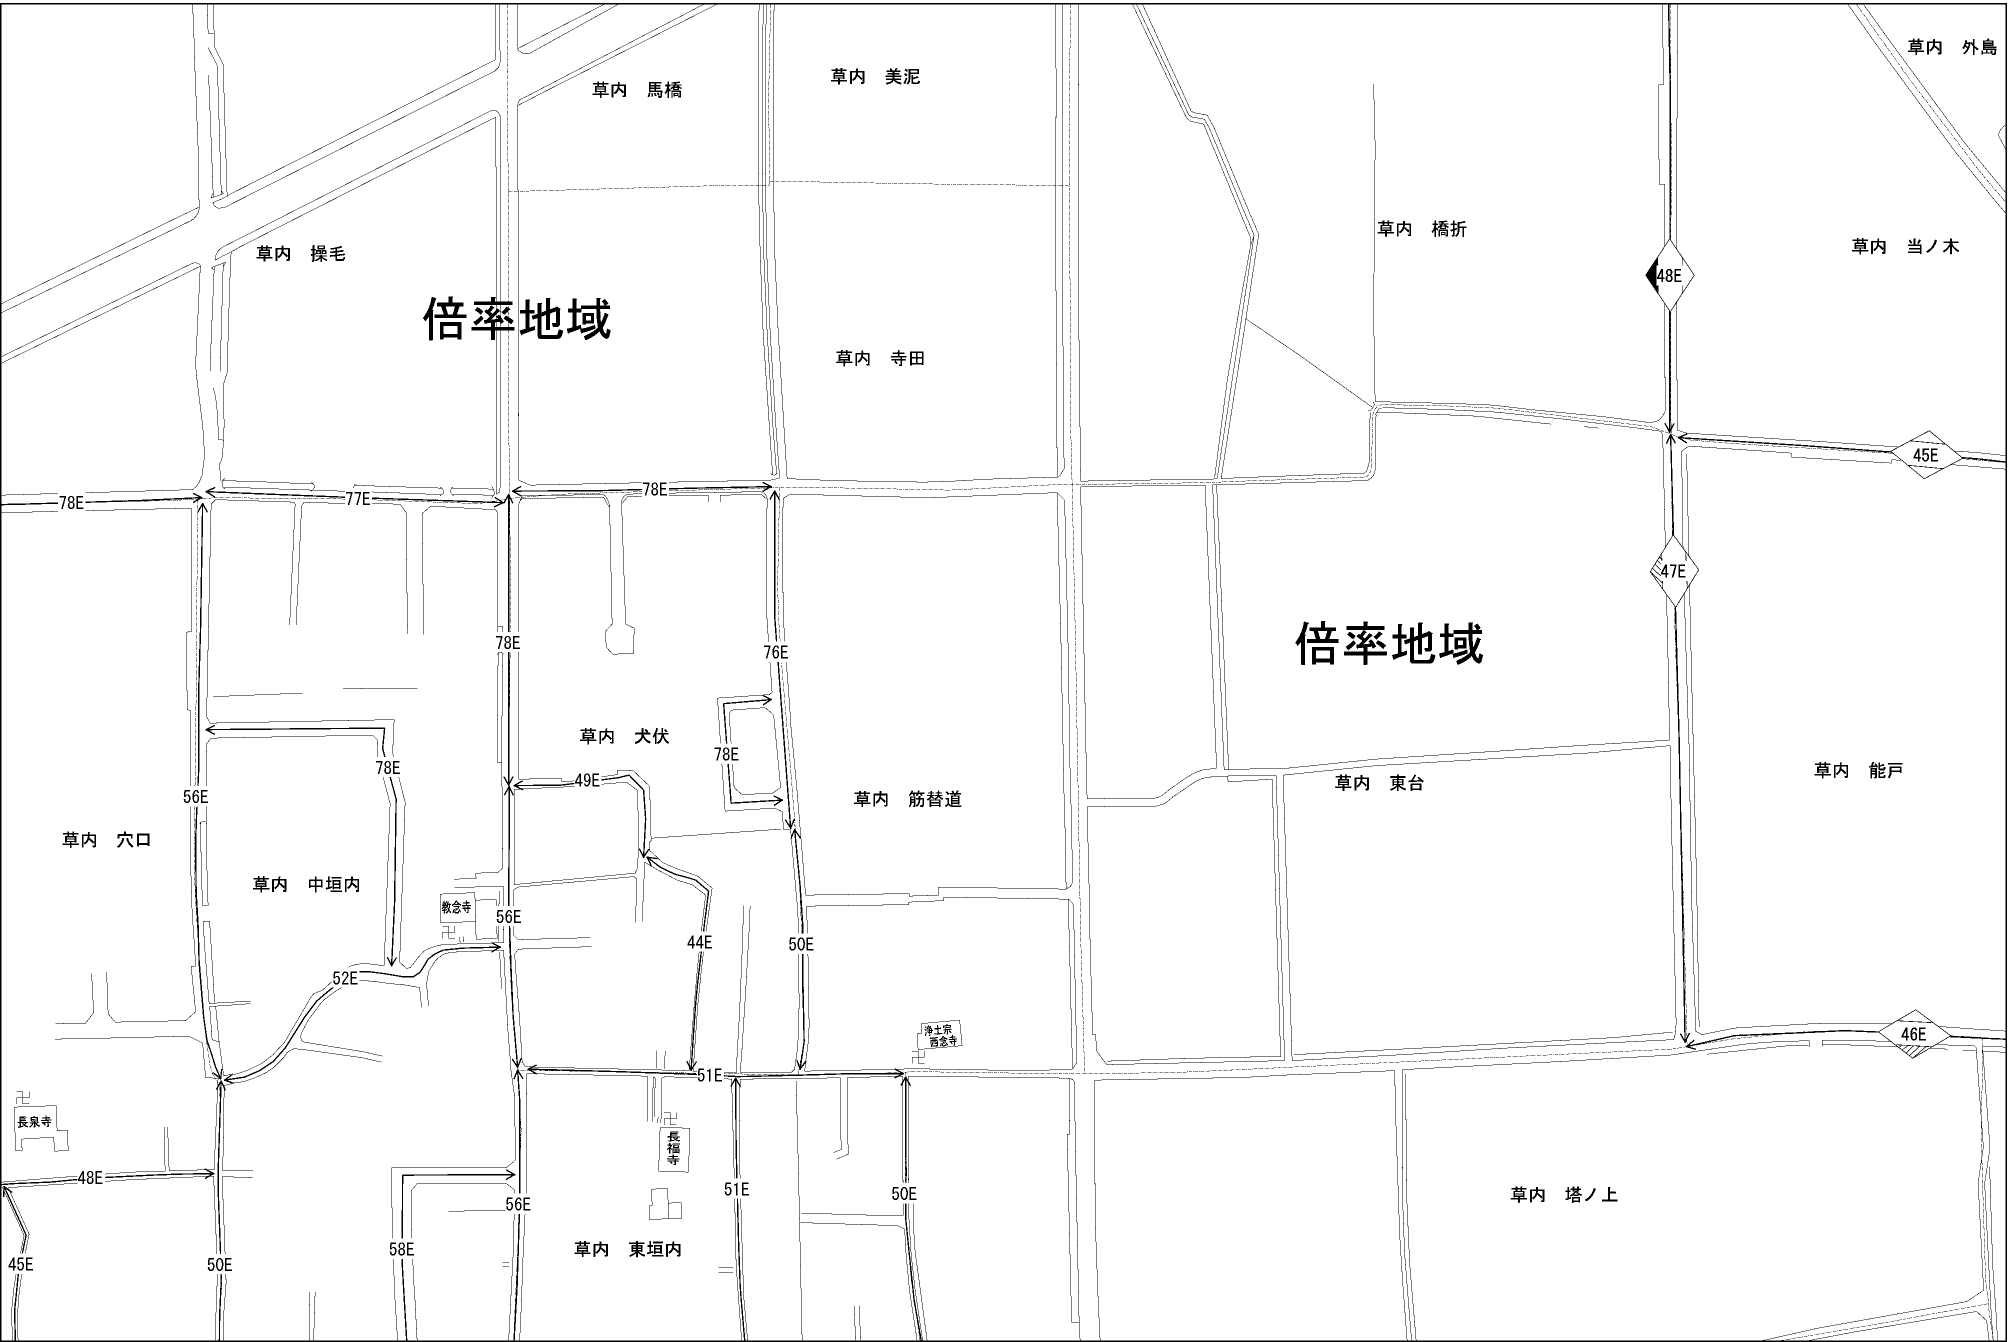 草内　外島
草内　美泥
草内　馬橋
草内　橋折
草内　当ノ木
草内　操毛
48E
倍率地域
草内　寺田
45E
78E
77E
78E
47E
78E
76E
倍率地域
草内　犬伏
78E
78E
49E
草内　能戸
草内　東台
56E
草内　筋替道
草内　穴口
草内　中垣内
教念寺
56E
44E
50E
52E
浄土宗
西念寺
46E
51E
長泉寺
長福寺
48E
51E
50E
草内　塔ノ上
56E
58E
草内　東垣内
45E
50E